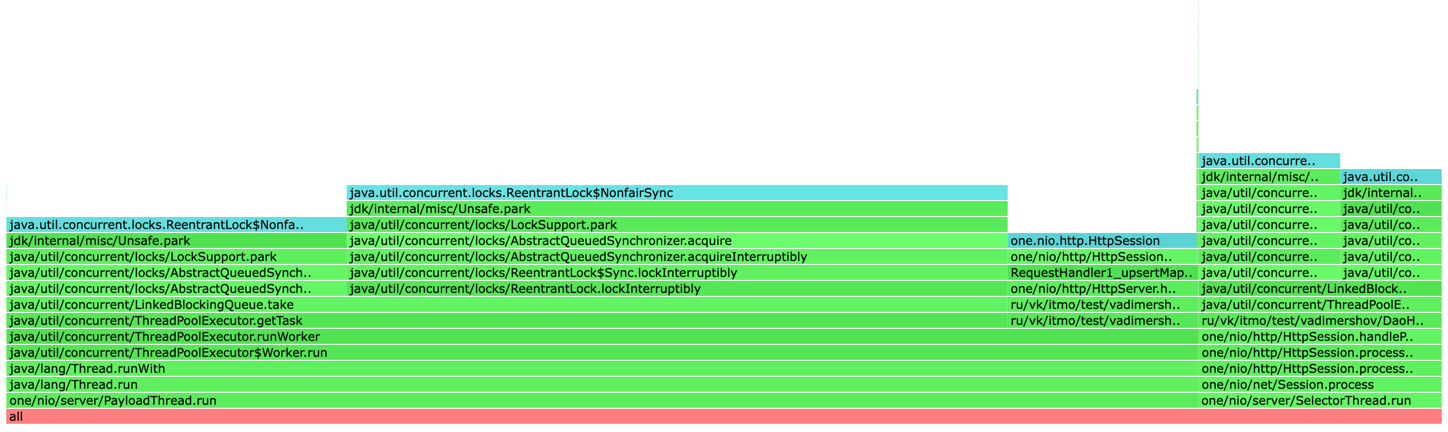 java.util.concurre..
jdk/internal/misc/.. java.util.co..
java.util.concurrent.locks.ReentrantLock$NonfairSync java/util/concurre.. jdk/internal..
jdk/internal/misc/Unsafe.park java/util/concurre.. java/util/co..
java.util.concurrent.locks.ReentrantLock$Nonfa.. java/util/concurrent/locks/LockSupport.park java/util/concurre.. java/util/co..
jdk/internal/misc/Unsafe.park java/util/concurrent/locks/AbstractQueuedSynchronizer.acquire one.nio.http.HttpSession java/util/concurre.. java/util/co..
java/util/concurrent/locks/LockSupport.park java/util/concurrent/locks/AbstractQueuedSynchronizer.acquireInterruptibly one/nio/http/HttpSession.. java/util/concurre.. java/util/co..
java/util/concurrent/locks/AbstractQueuedSynch.. java/util/concurrent/locks/ReentrantLock$Sync.lockInterruptibly RequestHandler1_upsertMap.. java/util/concurre.. java/util/co..
java/util/concurrent/locks/AbstractQueuedSynch.. java/util/concurrent/locks/ReentrantLock.lockInterruptibly one/nio/http/HttpServer.h.. java/util/concurrent/LinkedBlock..
java/util/concurrent/LinkedBlockingQueue.take ru/vk/itmo/test/vadimersh.. java/util/concurrent/ThreadPoolE..
java/util/concurrent/ThreadPoolExecutor.getTask ru/vk/itmo/test/vadimersh.. ru/vk/itmo/test/vadimershov/DaoH..
java/util/concurrent/ThreadPoolExecutor.runWorker one/nio/http/HttpSession.handleP..
java/util/concurrent/ThreadPoolExecutor$Worker.run one/nio/http/HttpSession.process..
java/lang/Thread.runWith one/nio/http/HttpSession.process..
java/lang/Thread.run one/nio/net/Session.process
one/nio/server/PayloadThread.run one/nio/server/SelectorThread.run
all